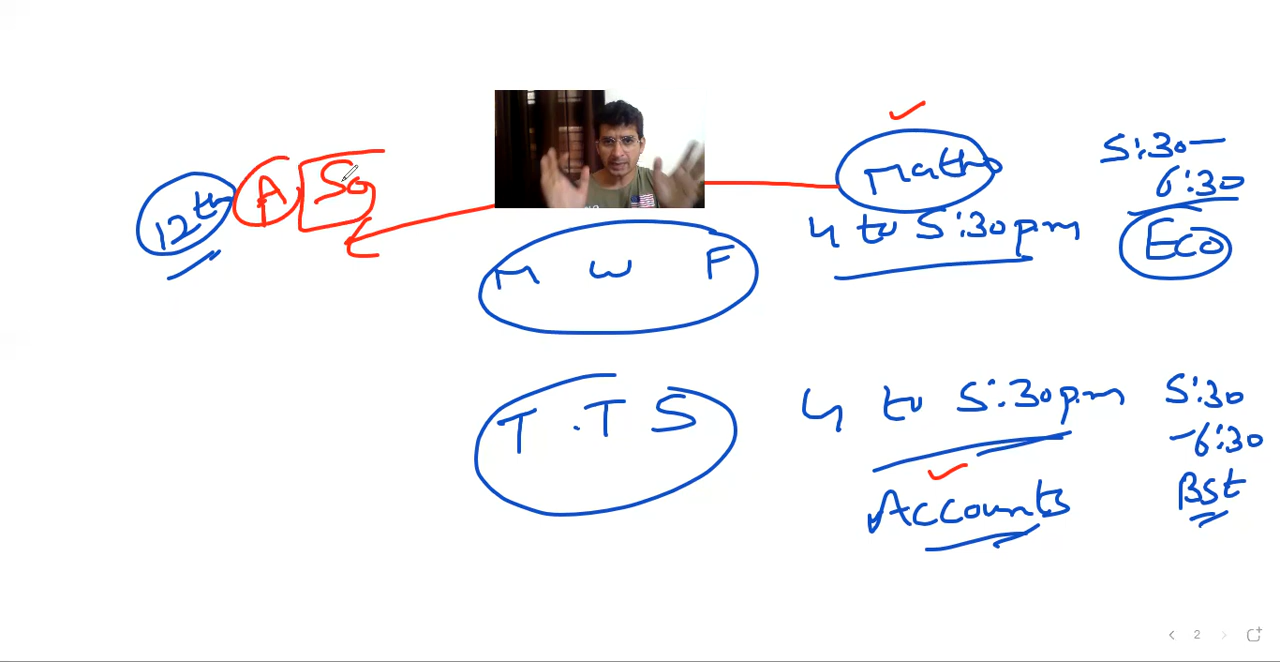 12th A So
Maths
4 to 5:30pm
5:30-
6:30
Eco
M W F
T .T S
4 to 5:30pm
Accounts
5:30
-6:30
Bst
2